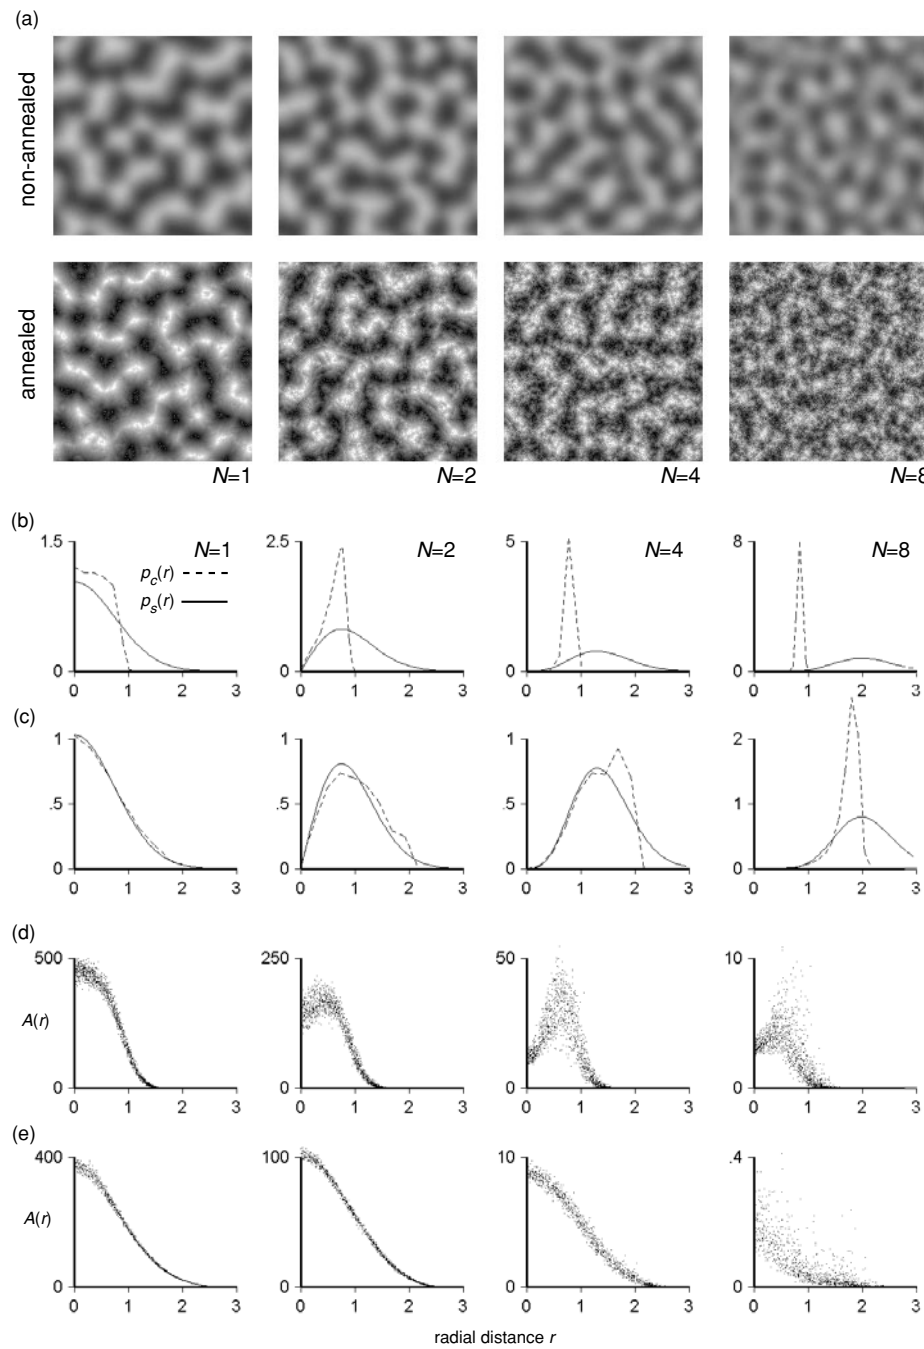 (a)
non-annealed
annealed
N=1 N=2 N=4 N=8
(b)
1.5 2.5 5 8
N=1 N=2 N=4 N=8
p_c(r)
p_s(r)
0 0 0 0
0 1 2 3 0 1 2 3 0 1 2 3 0 1 2 3
(c)
1 1 1 2
.5 .5 .5 1
0 0 0 0
0 1 2 3 0 1 2 3 0 1 2 3 0 1 2 3
(d)
500 250 50 10
A(r) 5
0 0 0 0
0 1 2 3 0 1 2 3 0 1 2 3 0 1 2 3
(e)
400 100 10 .4
A(r) 200 50 5 .2
0 0 0 0
0 1 2 3 0 1 2 3 0 1 2 3 0 1 2 3
radial distance r